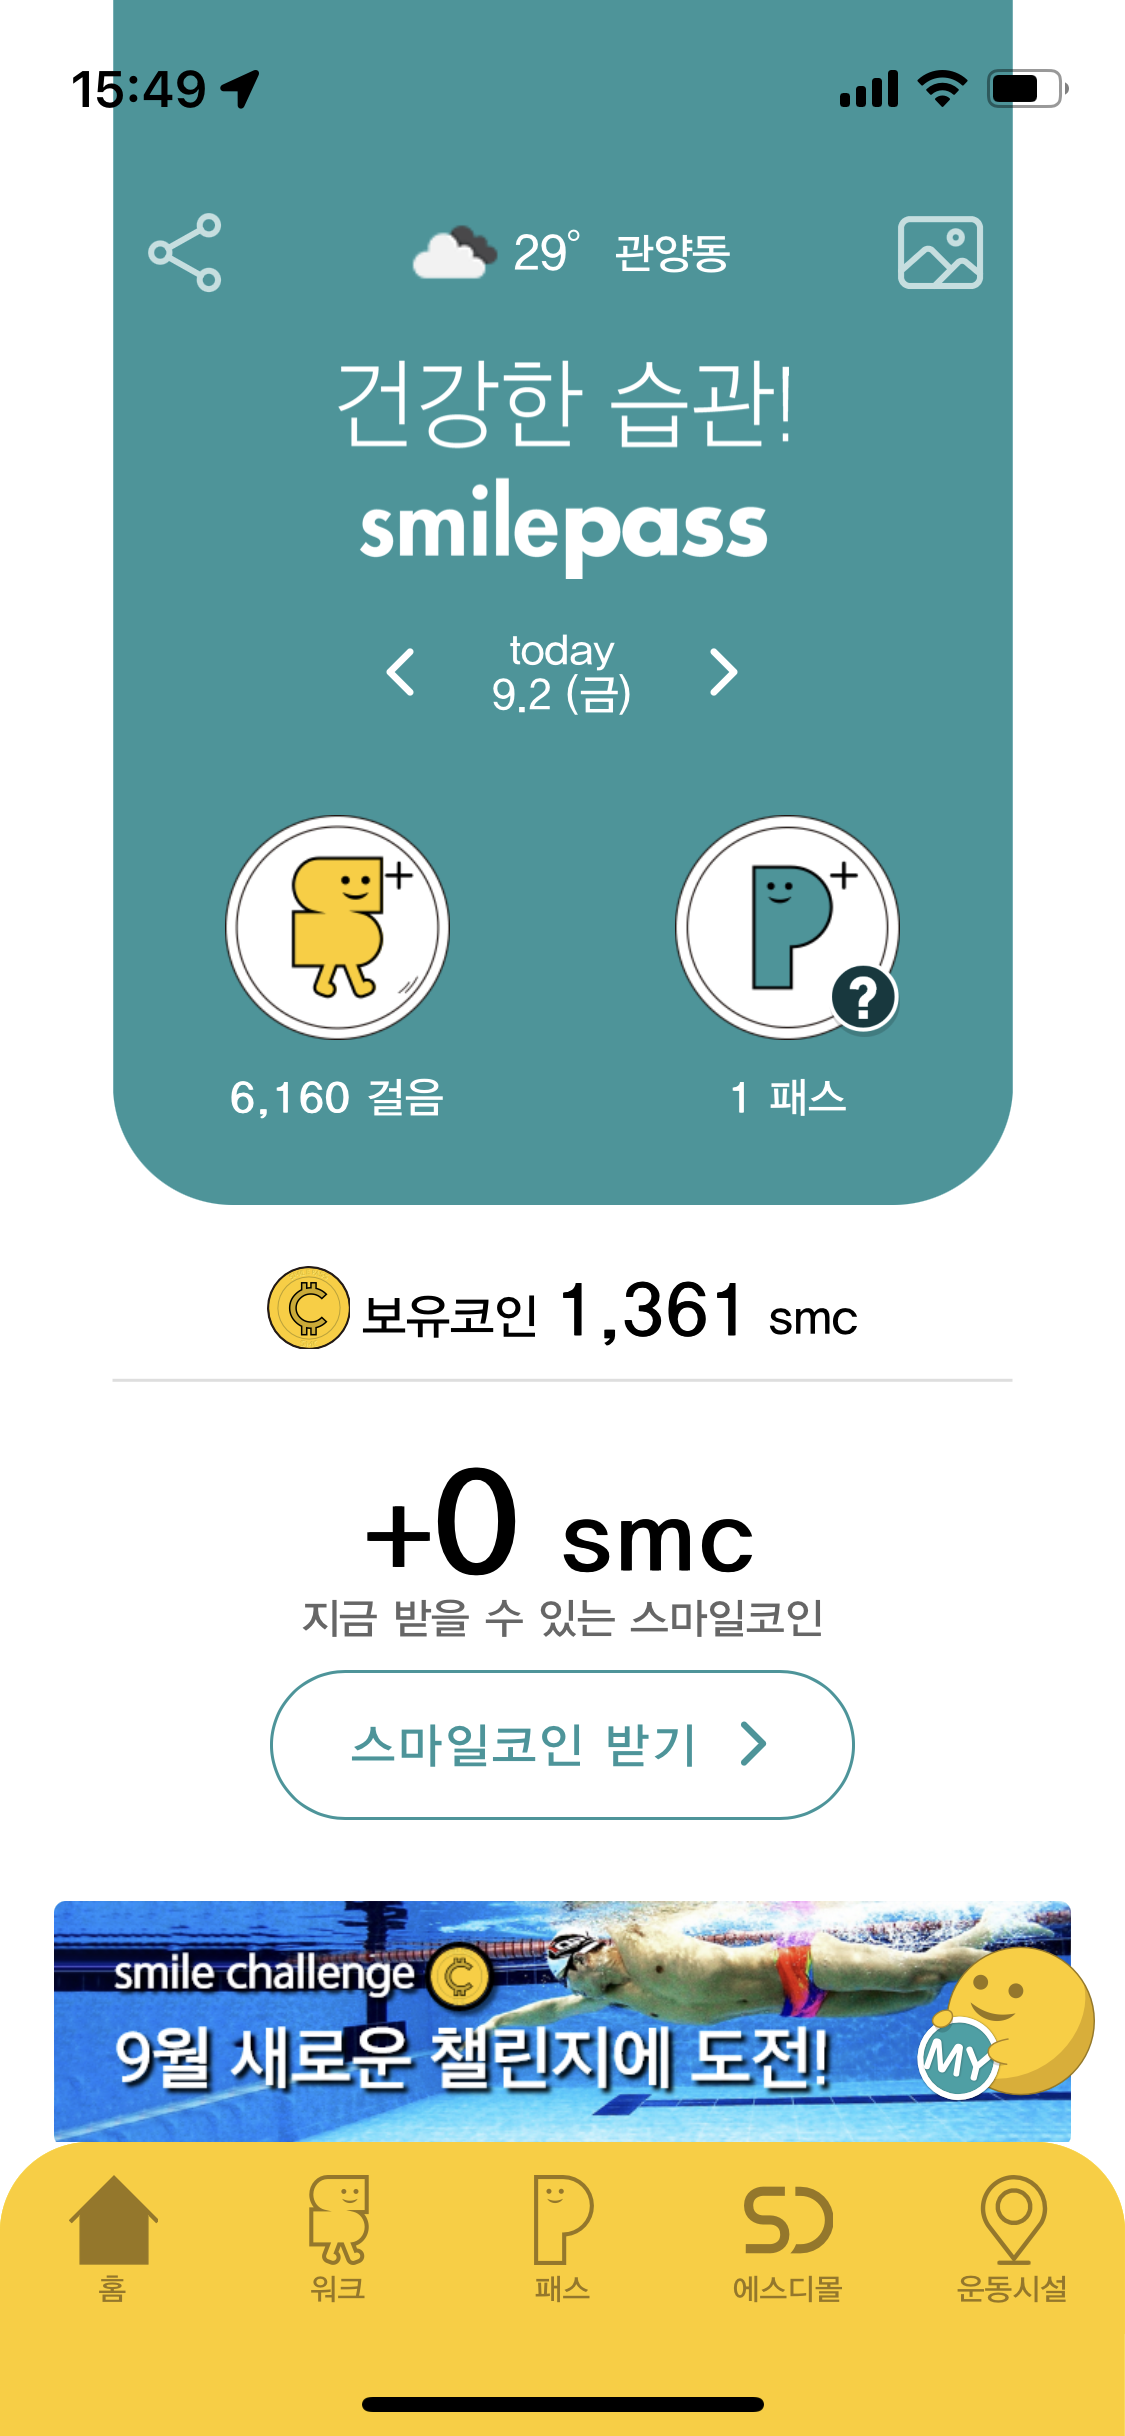 15:49
29° 관양동
건강한 습관!
smilepass
today
9.2 (금)
6,160 걸음
1 패스
보유코인 1,361 smc
+0 smc
지금 받을 수 있는 스마일코인
스마일코인 받기
smile challenge
9월 새로운 챌린지에 도전!
MY
홈
워크
패스
SD
에스디몰
운동시설